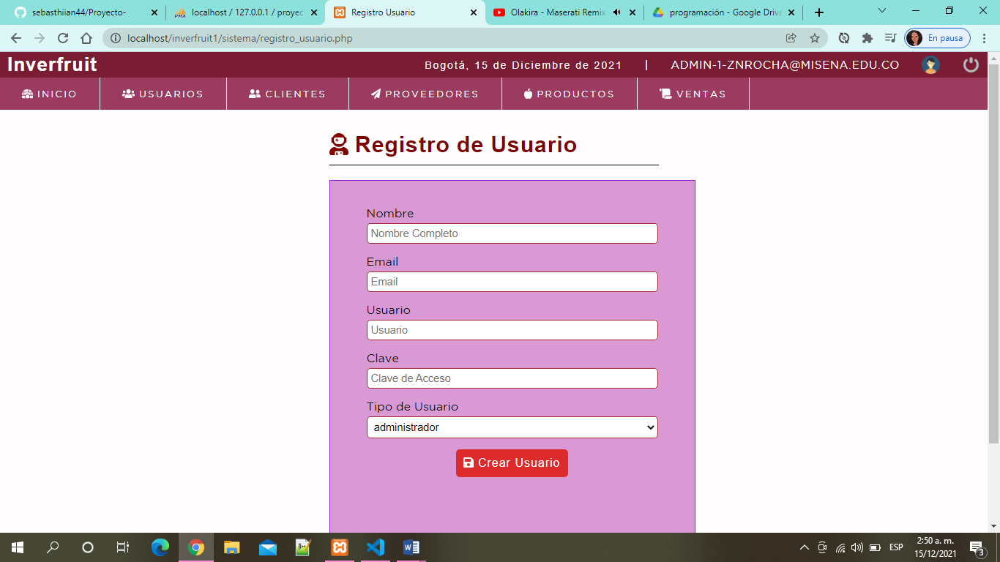 sebasthiian44/Proyecto-
localhost / 127.0.0.1 / proyec
Registro Usuario
Olakira - Maserati Remix
programación - Google Drive
localhost/inverfruit1/sistema/registro_usuario.php
En pausa
Inverfruit
Bogotá, 15 de Diciembre de 2021 | ADMIN-1-ZNROCHA@MISENA.EDU.CO
INICIO USUARIOS CLIENTES PROVEEDORES PRODUCTOS VENTAS
Registro de Usuario
Nombre
Nombre Completo
Email
Email
Usuario
Usuario
Clave
Clave de Acceso
Tipo de Usuario
administrador
Crear Usuario
ESP
2:50 a. m.
15/12/2021
3